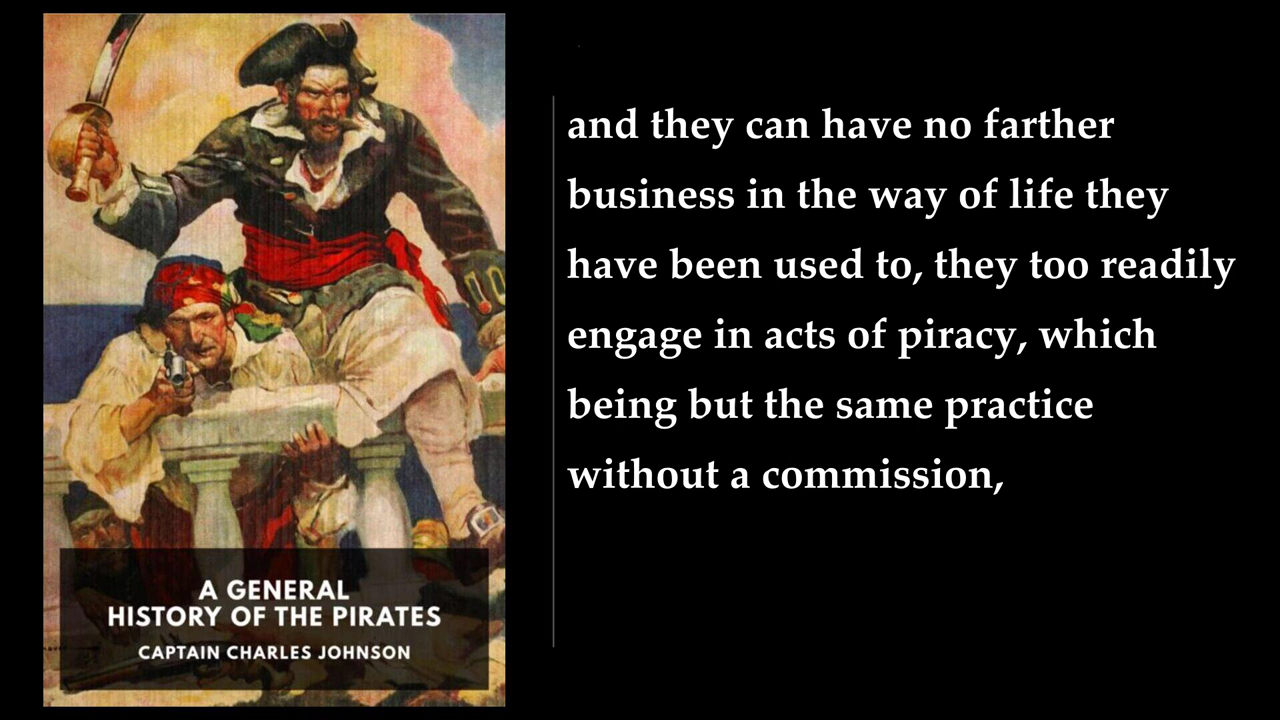 A GENERAL
HISTORY OF THE PIRATES
CAPTAIN CHARLES JOHNSON
and they can have no farther
business in the way of life they
have been used to, they too readily
engage in acts of piracy, which
being but the same practice
without a commission,